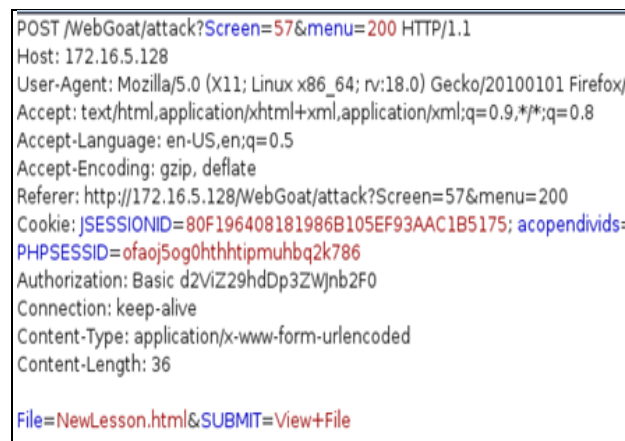 POST /WebGoat/attack?Screen=57&menu=200 HTTP/1.1
Host: 172.16.5.128
User-Agent: Mozilla/5.0 (X11; Linux x86_64; rv:18.0) Gecko/20100101 Firefox/
Accept: text/html,application/xhtml+xml,application/xml;q=0.9,*/*;q=0.8
Accept-Language: en-US,en;q=0.5
Accept-Encoding: gzip, deflate
Referer: http://172.16.5.128/WebGoat/attack?Screen=57&menu=200
Cookie: JSESSIONID=80F196408181986B105EF93AAC1B5175; acopendivids=
PHPSESSID=ofaoj5og0hthhtipmuhbq2k786
Authorization: Basic d2ViZ29hdDp3ZWJnb2F0
Connection: keep-alive
Content-Type: application/x-www-form-urlencoded
Content-Length: 36
File=NewLesson.html&SUBMIT=View+File